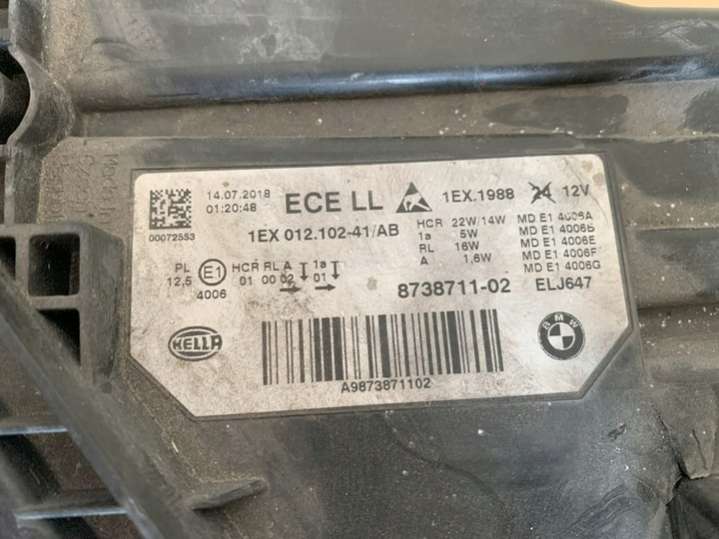 14.07.2018
01:20:48
00072553
ECE LL
1EX.1988
24 12V
1EX 012.102-41/AB
HCR 22W/14W
1a 5W
RL 16W
A 1,6W
MD E1 4006A
MD E1 4006B
MD E1 4006E
MD E1 4006F
MD E1 4006G
PL
12,5
E1
4006
HCR RL A 1a
01 00 02 01
8738711-02
ELJ647
HELLA
BMW
A9873871102